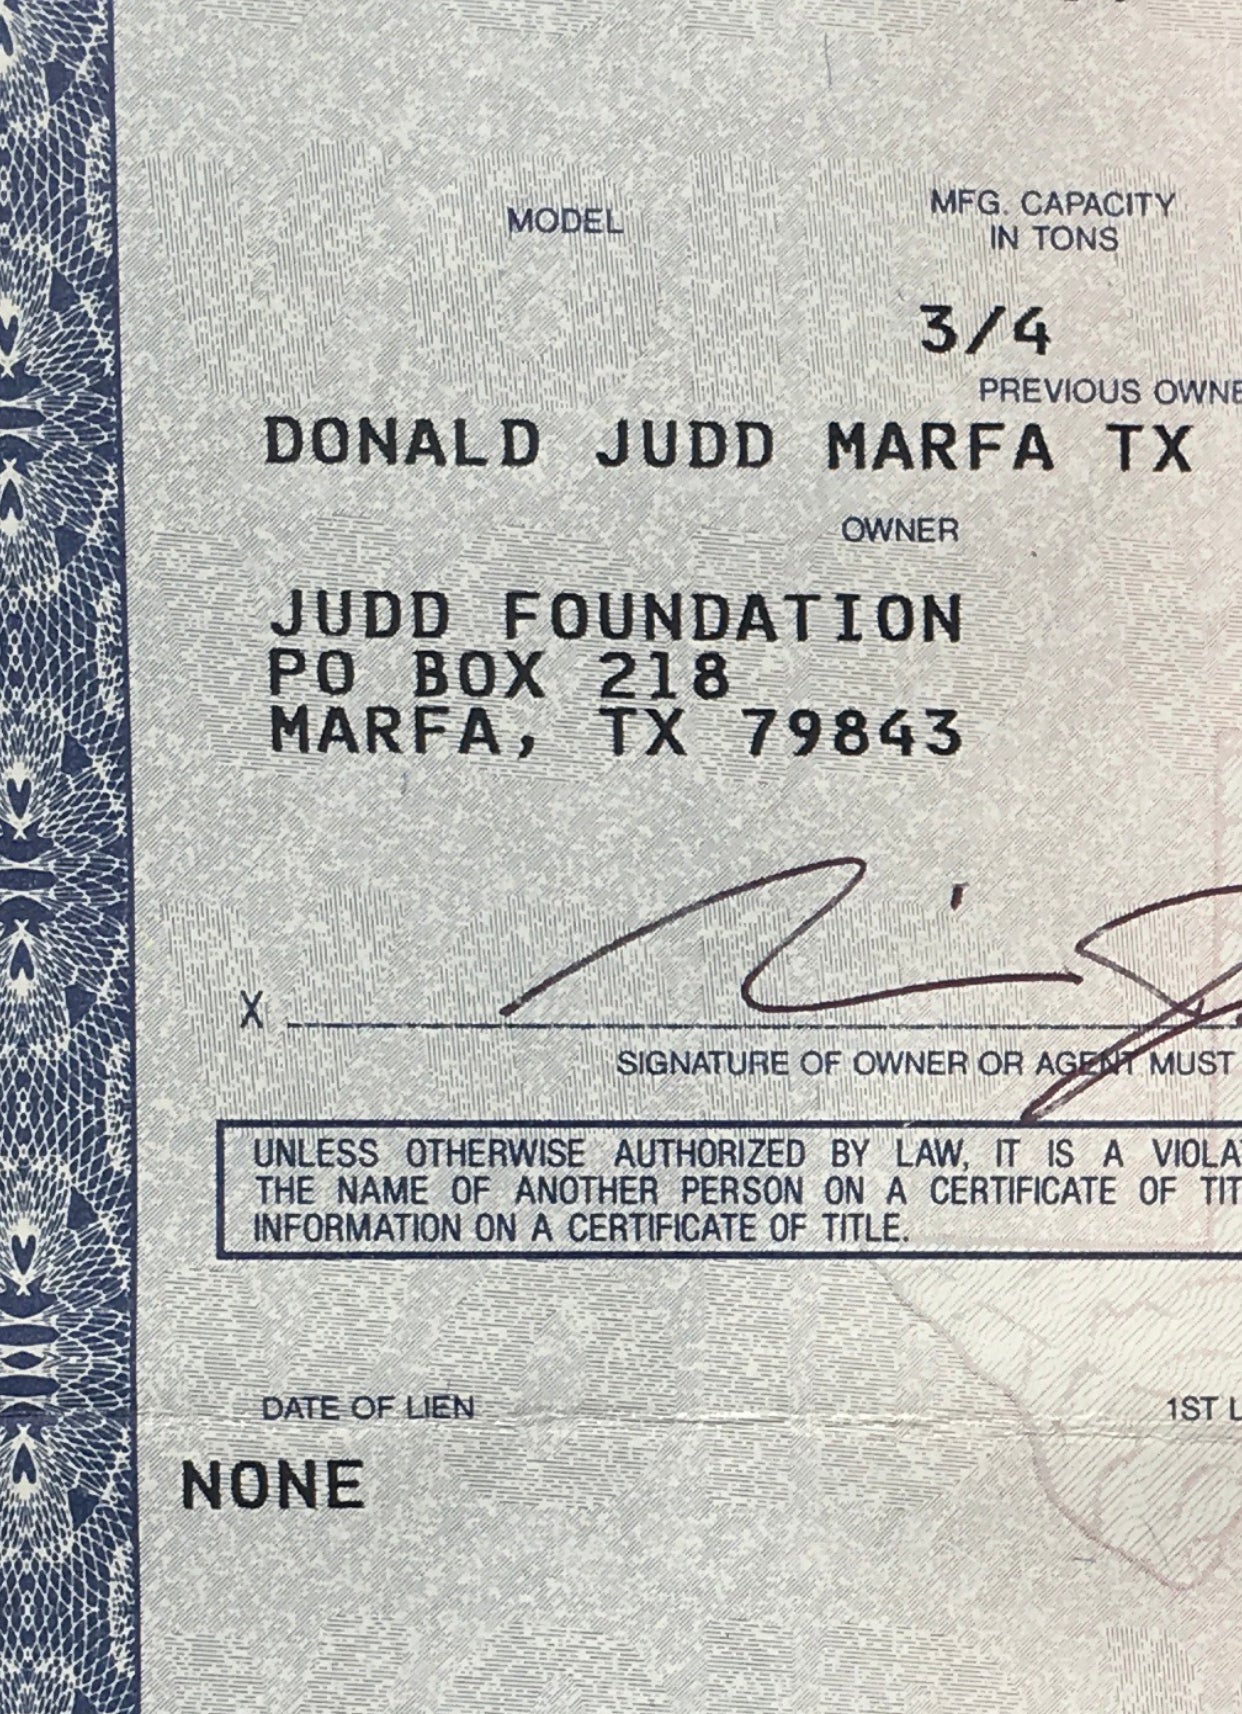 MODEL
MFG. CAPACITY
IN TONS
3/4
PREVIOUS OWNE
DONALD JUDD MARFA TX
OWNER
JUDD FOUNDATION
PO BOX 218
MARFA, TX 79843
X
SIGNATURE OF OWNER OR AGENT MUST
UNLESS OTHERWISE AUTHORIZED BY LAW, IT IS A VIOLA
THE NAME OF ANOTHER PERSON ON A CERTIFICATE OF TIT
INFORMATION ON A CERTIFICATE OF TITLE.
DATE OF LIEN
1ST L
NONE